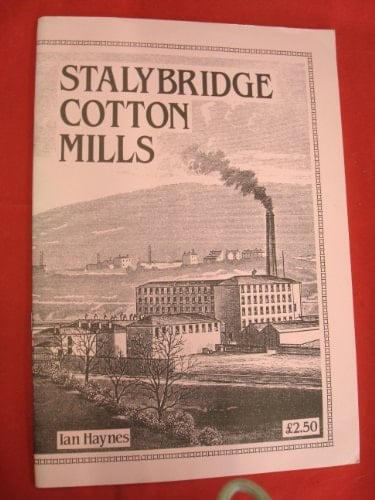 STALYBRIDGE
COTTON
MILLS
Ian Haynes
£2.50